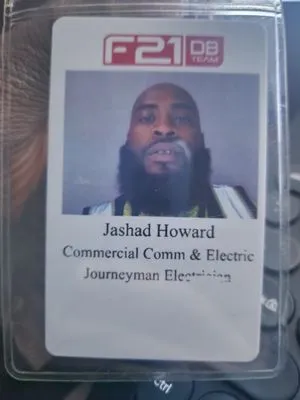 F21 DB
TEAM
Jashad Howard
Commercial Comm & Electric
Journeyman Electrician
ctrl